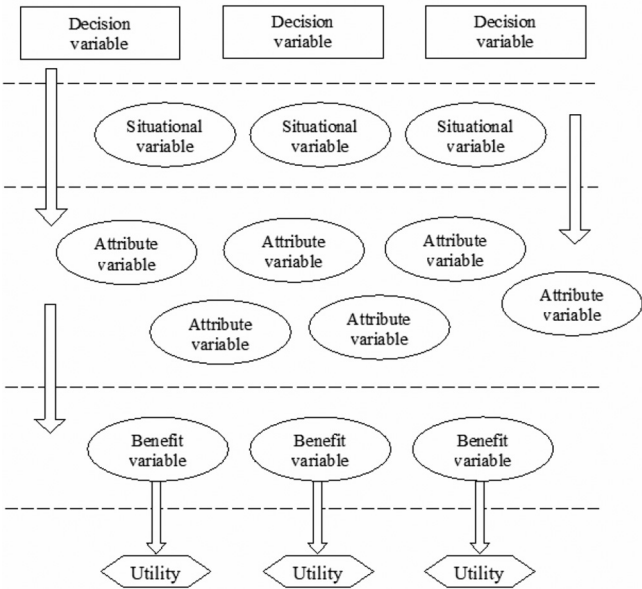 Decision
variable
Decision
variable
Decision
variable
Situational
variable
Situational
variable
Situational
variable
Attribute
variable
Attribute
variable
Attribute
variable
Attribute
variable
Attribute
variable
Attribute
variable
Benefit
variable
Benefit
variable
Benefit
variable
Utility
Utility
Utility